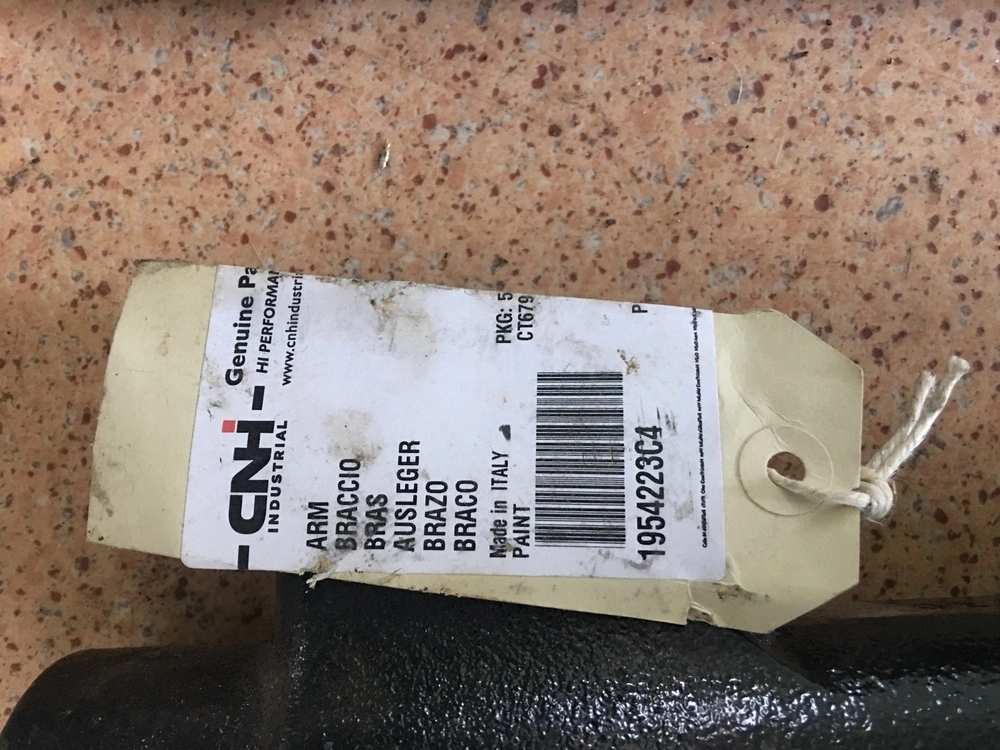 CNH
INDUSTRIAL
Genuine Pa
HI PERFORMAN
www.cnhindustri
ARM
BRACCIO
BRAS
AUSLEGER
BRAZO
BRACO
Made in ITALY
PKG: 5
PAINT
CT679
1954223C4
P